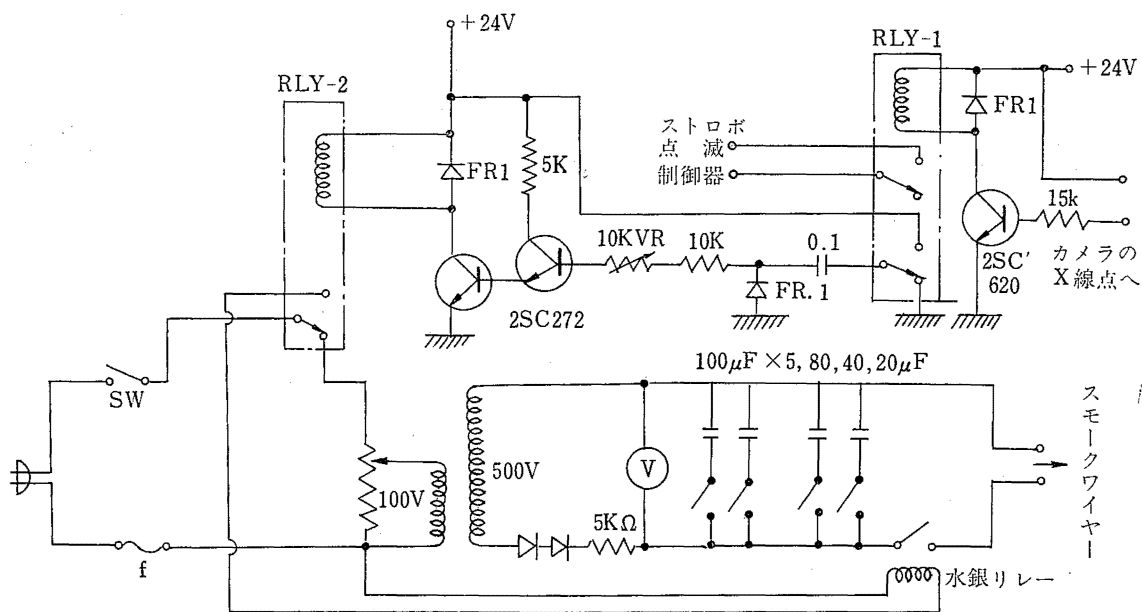 +24V
RLY-1
RLY-2
+24V
FR1
ストロボ
点 滅
制御器
FR1
5K
15k
10KVR
10K
0.1
カメラの
X線点へ
2SC'
620
FR.1
2SC272
100μF×5, 80, 40, 20μF
SW
スモークワイヤー
500V
V
100V
5KΩ
f
水銀リレー